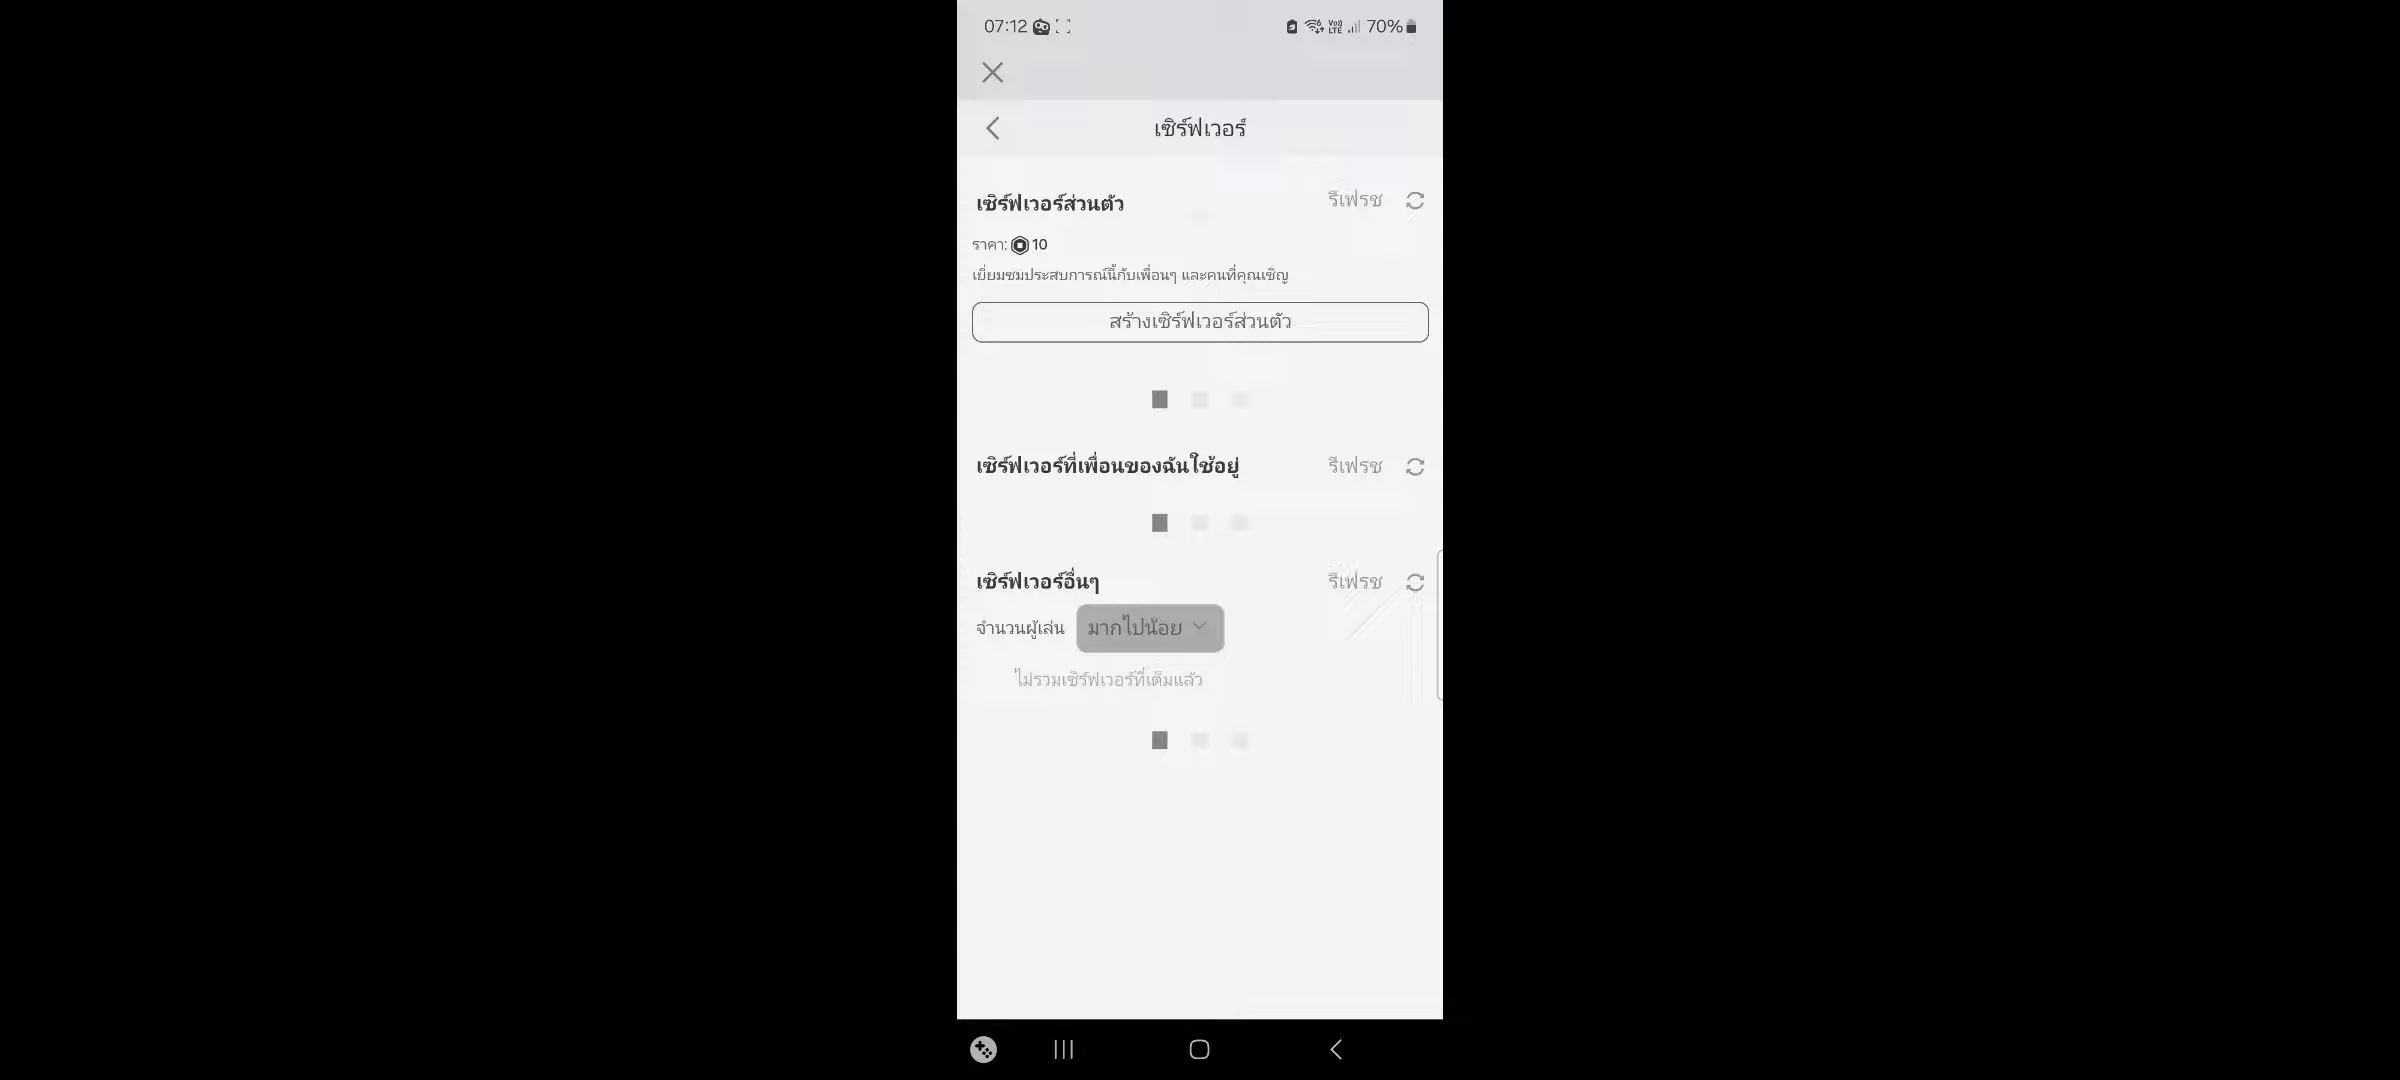 07:12 70%
เซิร์ฟเวอร์
เซิร์ฟเวอร์ส่วนตัว รีเฟรช
ราคา: 10
เยี่ยมชมประสบการณ์นี้กับเพื่อนๆ และคนที่คุณเชิญ
สร้างเซิร์ฟเวอร์ส่วนตัว
เซิร์ฟเวอร์ที่เพื่อนของฉันใช้อยู่ รีเฟรช
เซิร์ฟเวอร์อื่นๆ รีเฟรช
จำนวนผู้เล่น มากไปน้อย
ไม่รวมเซิร์ฟเวอร์ที่เต็มแล้ว